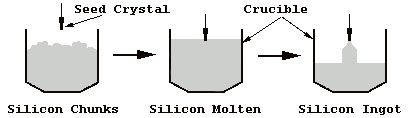 Seed Crystal
Crucible
Silicon Chunks
Silicon Molten
Silicon Ingot